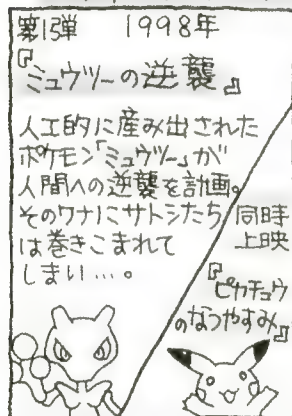 第1弾 1998年
『ミュウツーの逆襲』
人工的に産み出された
ポケモン「ミュウツー」が
人間への逆襲を計画。
そのワナにサトシたち
は巻きこまれて
しまい…。
同時
上映
『ピカチュウ
のなつやすみ』